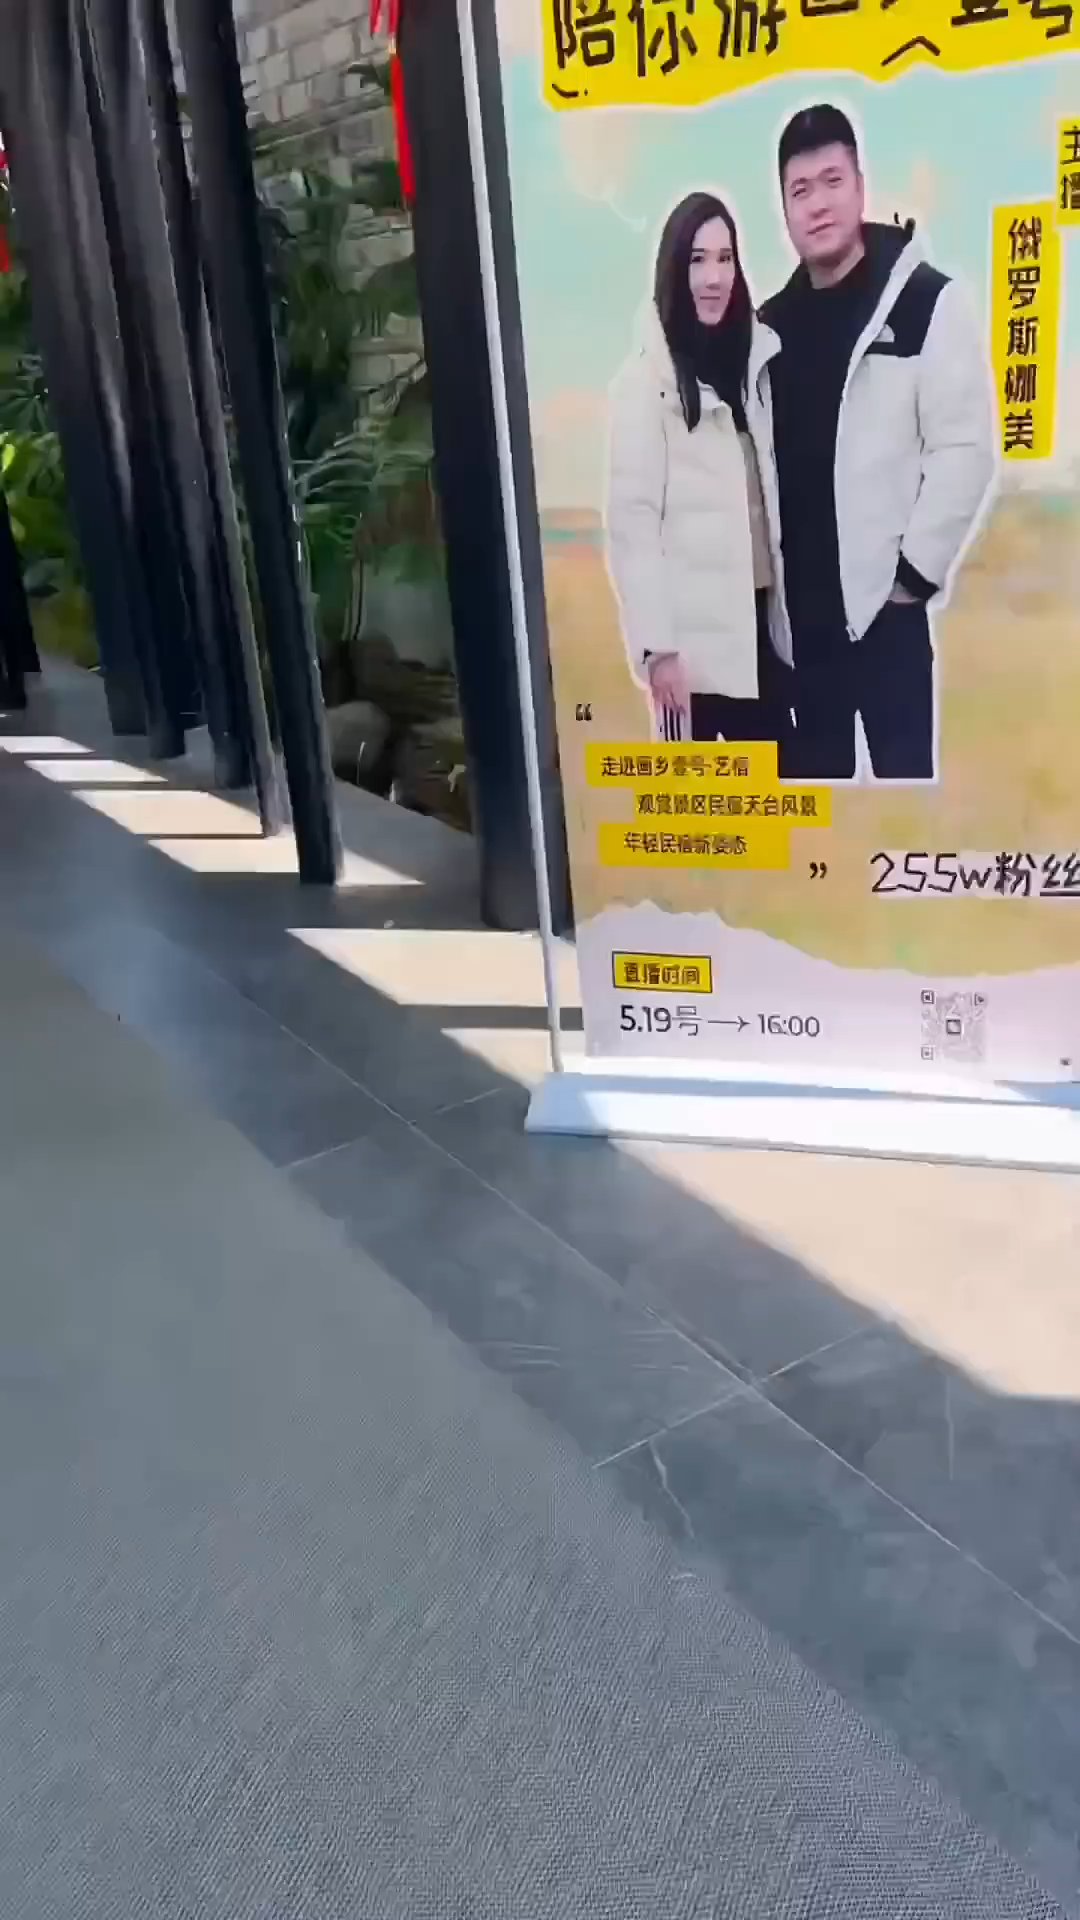 陪你游画乡壹号
主播
俄罗斯娜美
“
走进画乡壹号·艺宿
观赏景区民宿天台风景
年轻民宿新姿态
”
255w粉丝
直播时间
5.19号→16:00